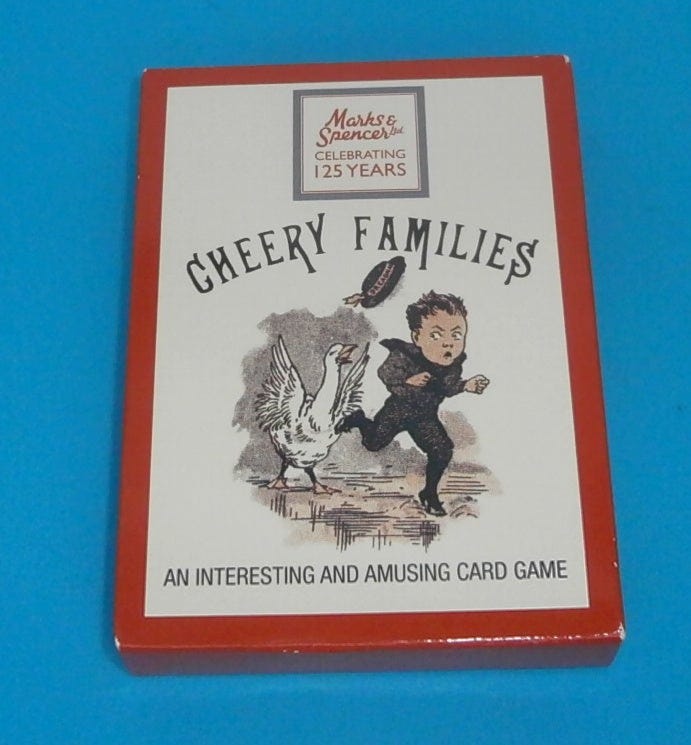 Marks &
Spencer Ltd.
CELEBRATING
125 YEARS
CHEERY FAMILIES
AN INTERESTING AND AMUSING CARD GAME